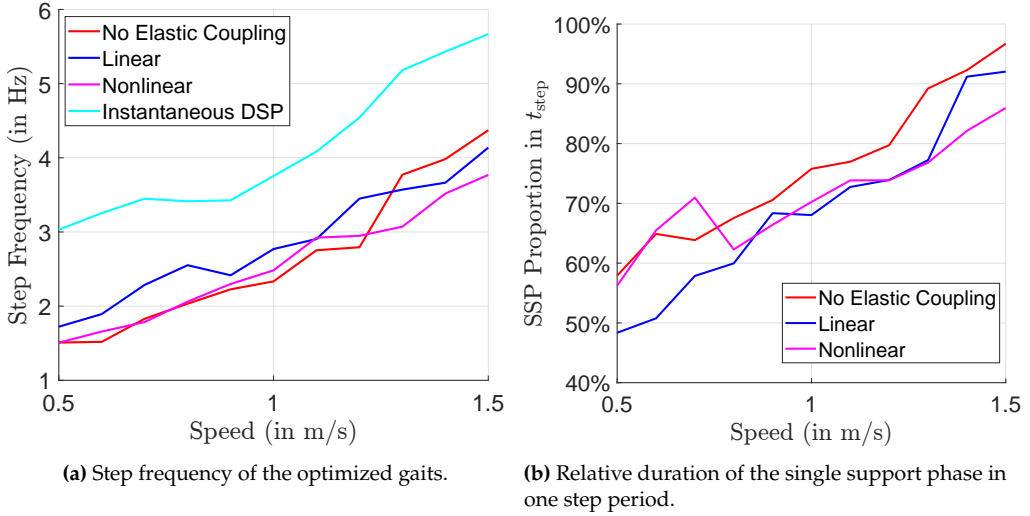 6
5
4
3
2
1
Step Frequency (in Hz)
No Elastic Coupling
Linear
Nonlinear
Instantaneous DSP
0.5
1
1.5
Speed (in m/s)
(a) Step frequency of the optimized gaits.
100%
90%
80%
70%
60%
50%
40%
SSP Proportion in t_step
No Elastic Coupling
Linear
Nonlinear
0.5
1
1.5
Speed (in m/s)
(b) Relative duration of the single support phase in
one step period.